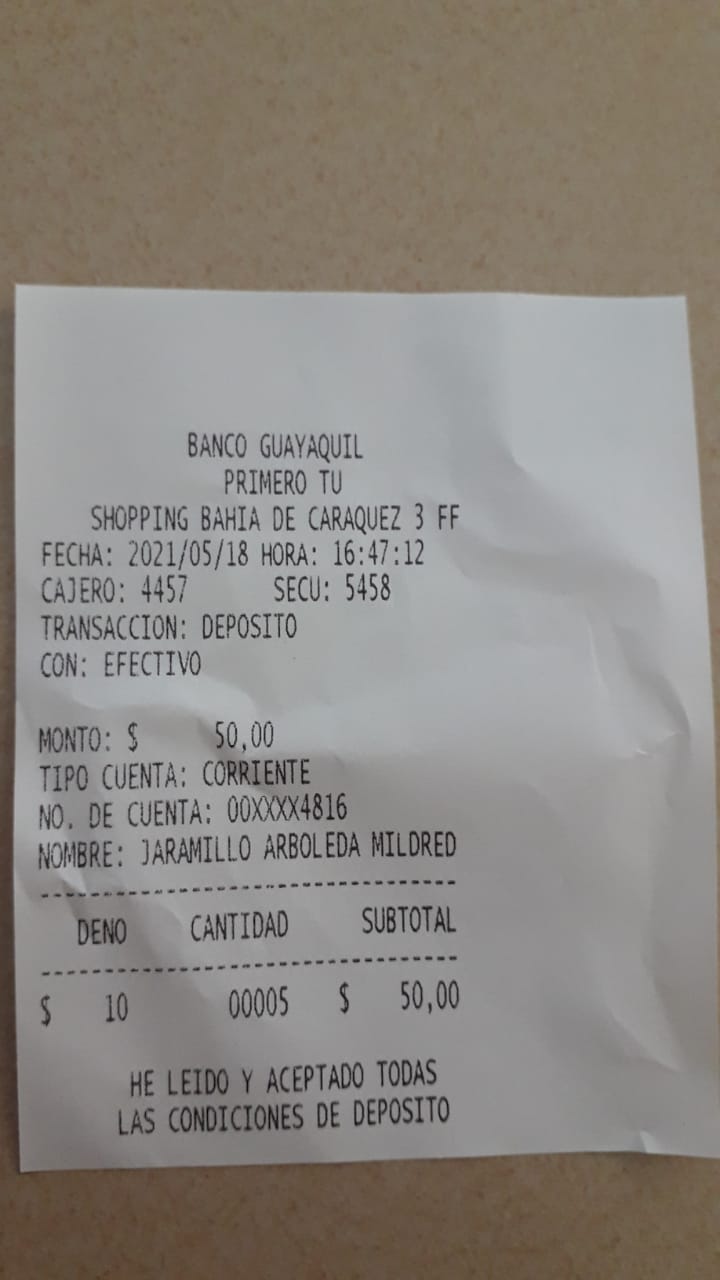 BANCO GUAYAQUIL
PRIMERO TU
SHOPPING BAHIA DE CARAQUEZ 3 FF
FECHA: 2021/05/18 HORA: 16:47:12
CAJERO: 4457 SECU: 5458
TRANSACCION: DEPOSITO
CON: EFECTIVO
MONTO: $ 50,00
TIPO CUENTA: CORRIENTE
NO. DE CUENTA: 00XXXX4816
NOMBRE: JARAMILLO ARBOLEDA MILDRED
--------------------------------
DENO CANTIDAD SUBTOTAL
--------------------------------
$ 10 00005 $ 50,00
HE LEIDO Y ACEPTADO TODAS
LAS CONDICIONES DE DEPOSITO